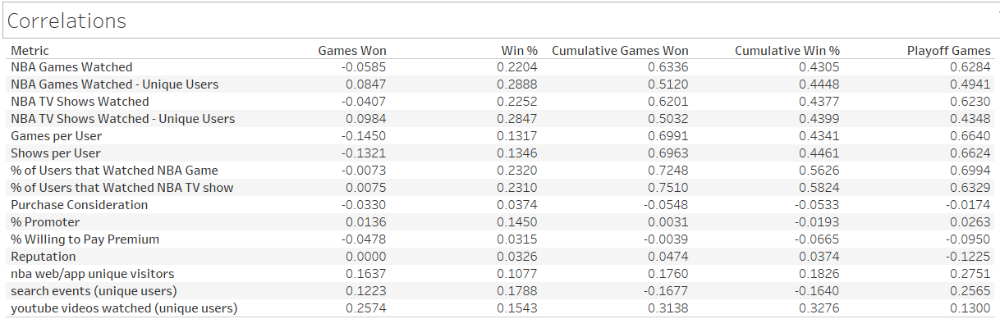 Correlations
Metric Games Won Win % Cumulative Games Won Cumulative Win % Playoff Games
NBA Games Watched -0.0585 0.2204 0.6336 0.4305 0.6284
NBA Games Watched - Unique Users 0.0847 0.2888 0.5120 0.4448 0.4941
NBA TV Shows Watched -0.0407 0.2252 0.6201 0.4377 0.6230
NBA TV Shows Watched - Unique Users 0.0984 0.2847 0.5032 0.4399 0.4348
Games per User -0.1450 0.1317 0.6991 0.4341 0.6640
Shows per User -0.1321 0.1346 0.6963 0.4461 0.6624
% of Users that Watched NBA Game -0.0073 0.2320 0.7248 0.5626 0.6994
% of Users that Watched NBA TV show 0.0075 0.2310 0.7510 0.5824 0.6329
Purchase Consideration -0.0330 0.0374 -0.0548 -0.0533 -0.0174
% Promoter 0.0136 0.1450 0.0031 -0.0193 0.0263
% Willing to Pay Premium -0.0478 0.0315 -0.0039 -0.0665 -0.0950
Reputation 0.0000 0.0326 0.0474 0.0374 -0.1225
nba web/app unique visitors 0.1637 0.1077 0.1760 0.1826 0.2751
search events (unique users) 0.1223 0.1788 -0.1677 -0.1640 0.2565
youtube videos watched (unique users) 0.2574 0.1543 0.3138 0.3276 0.1300